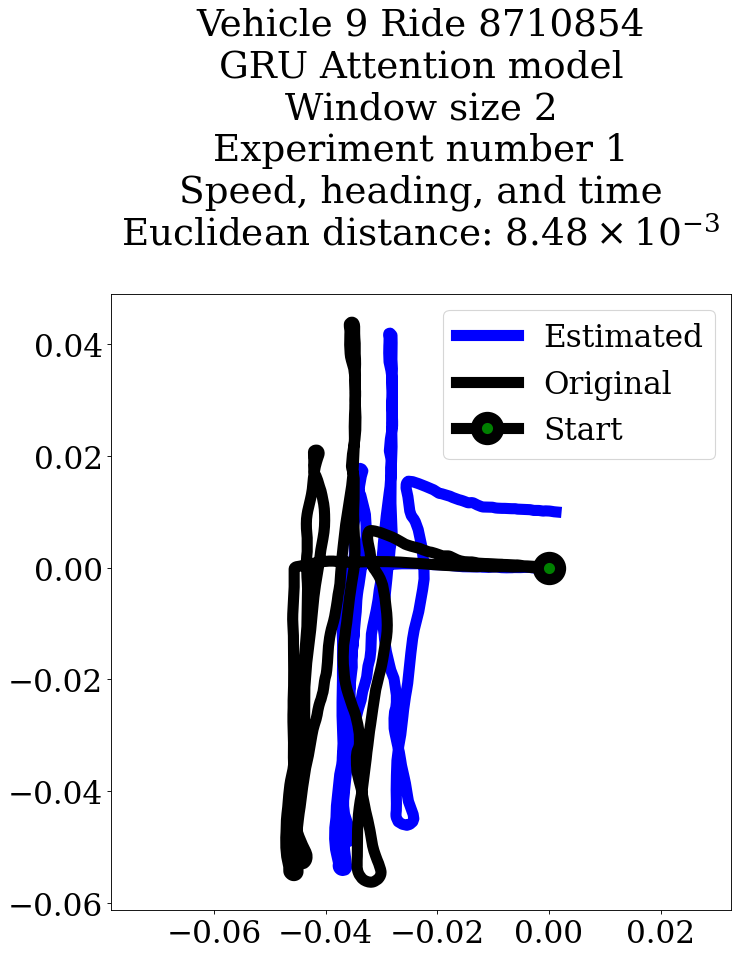 Vehicle 9 Ride 8710854
GRU Attention model
Window size 2
Experiment number 1
Speed, heading, and time
Euclidean distance: 8.48 × 10⁻³
Estimated
Original
Start
0.04
0.02
0.00
−0.02
−0.04
−0.06
−0.06 −0.04 −0.02 0.00 0.02